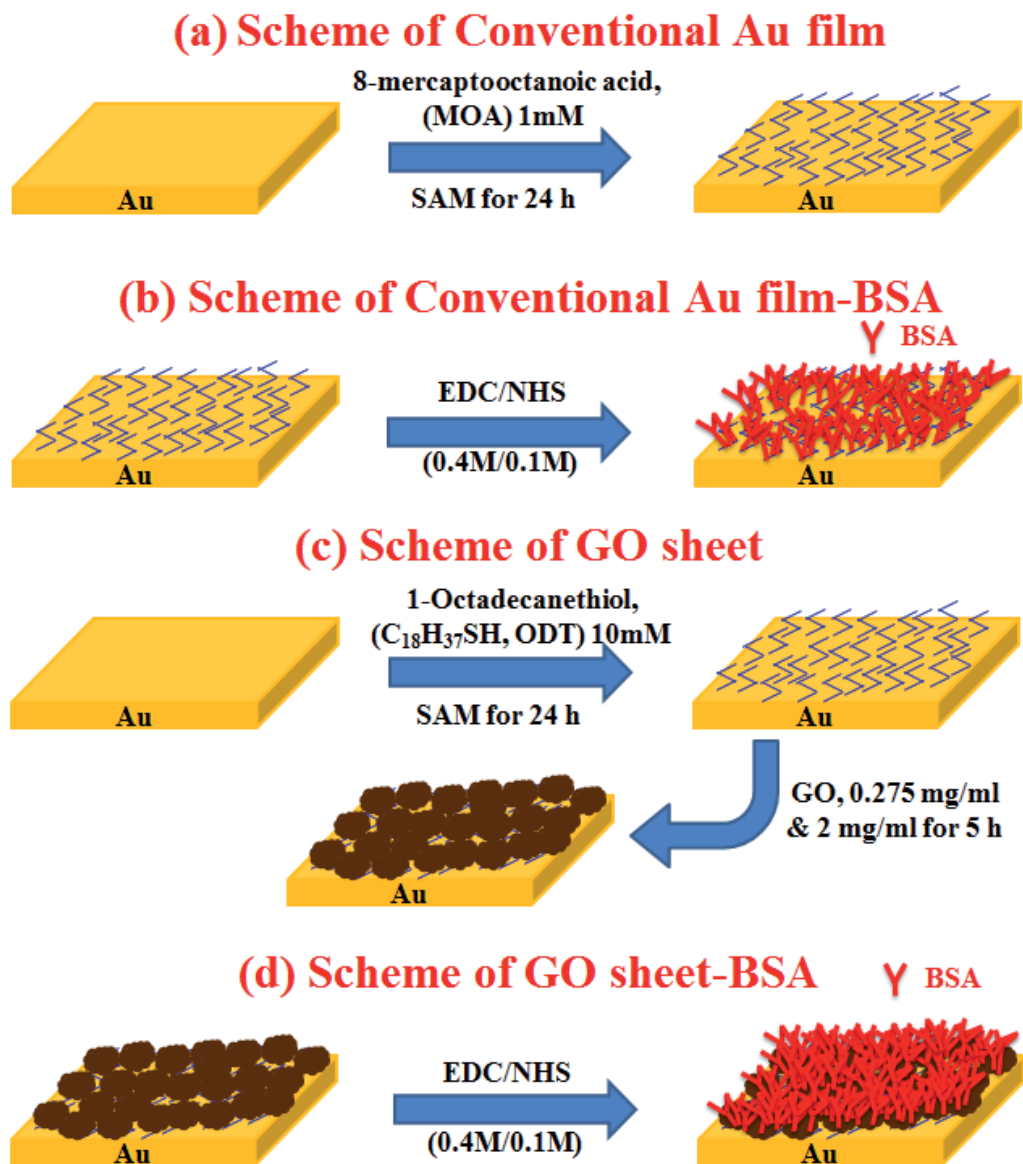 (a) Scheme of Conventional Au film
8-mercaptooctanoic acid,
(MOA) 1mM
SAM for 24 h
Au
Au
(b) Scheme of Conventional Au film-BSA
BSA
EDC/NHS
(0.4M/0.1M)
Au
Au
(c) Scheme of GO sheet
1-Octadecanethiol,
(C₁₈H₃₇SH, ODT) 10mM
SAM for 24 h
Au
Au
GO, 0.275 mg/ml
& 2 mg/ml for 5 h
Au
(d) Scheme of GO sheet-BSA
BSA
EDC/NHS
(0.4M/0.1M)
Au
Au